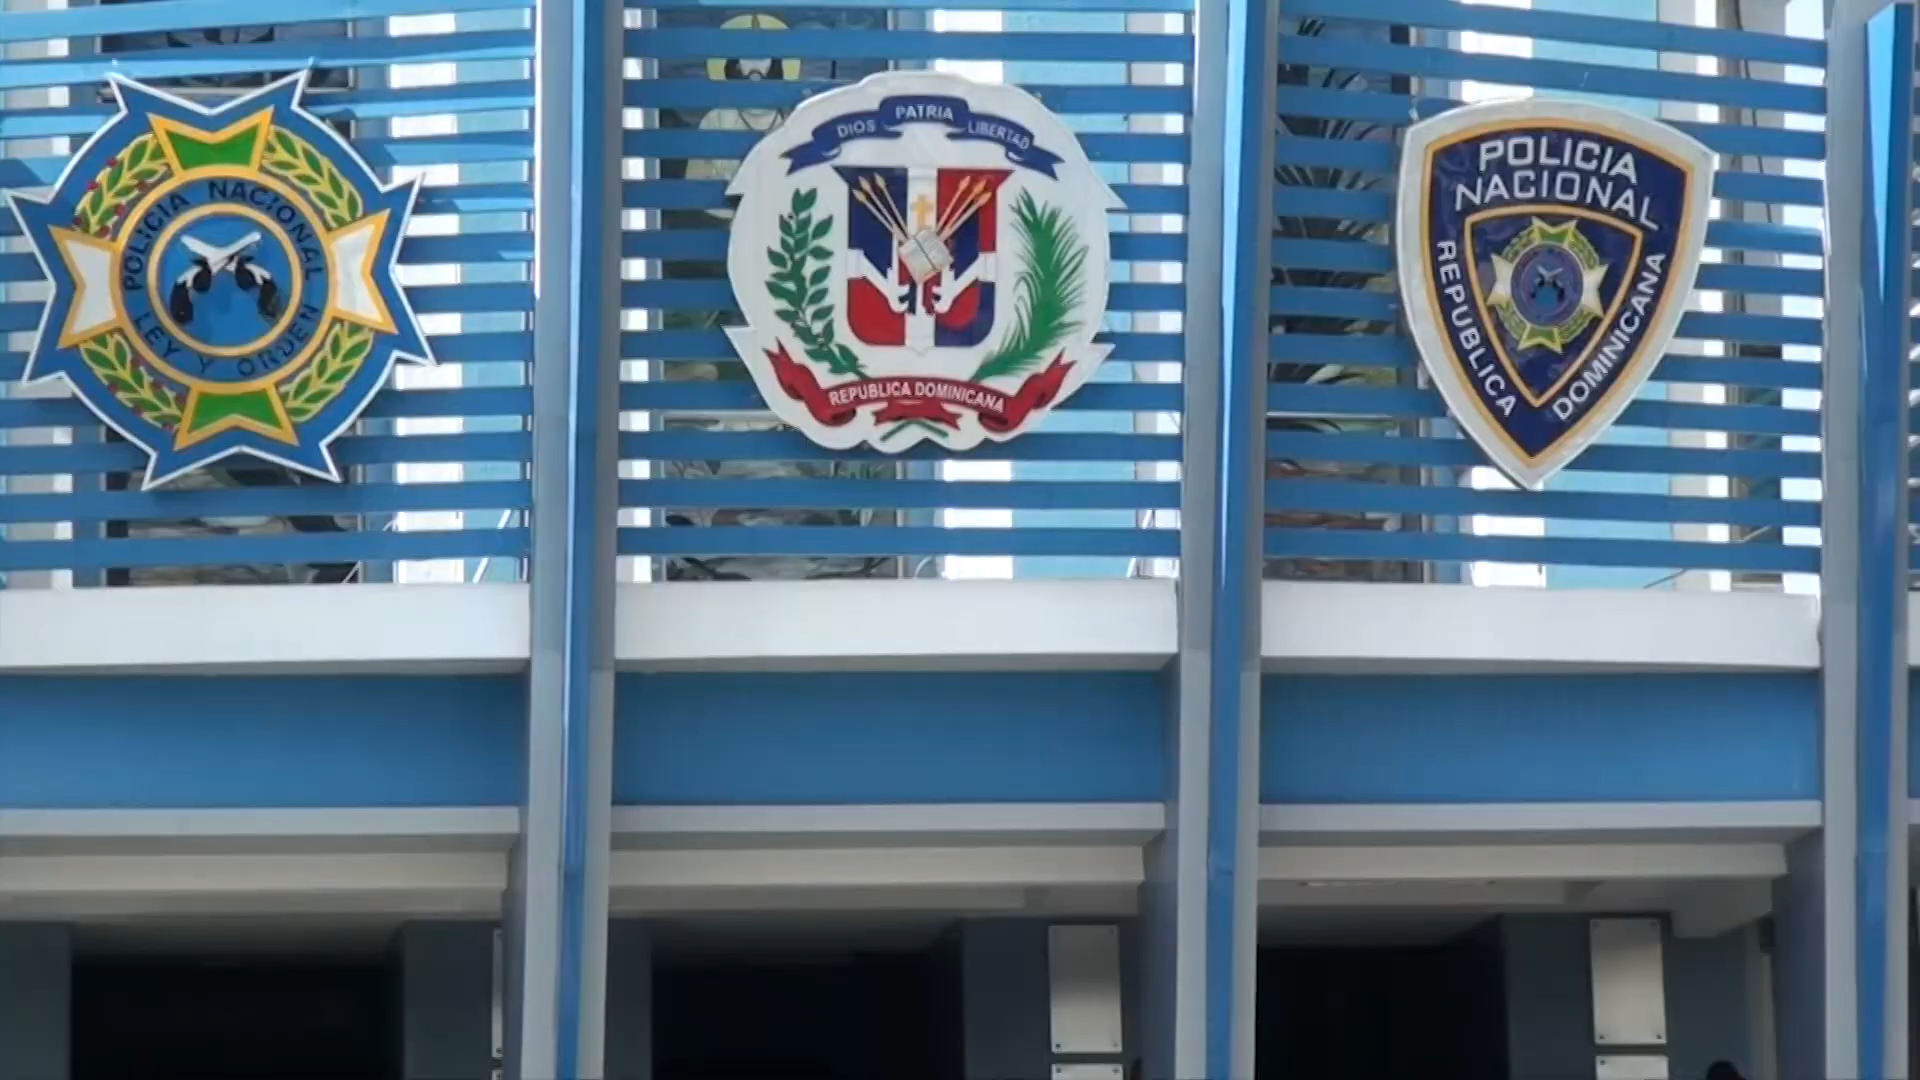 POLICIA NACIONAL
LEY Y ORDEN
DIOS PATRIA LIBERTAD
REPUBLICA DOMINICANA
POLICIA
NACIONAL
REPUBLICA DOMINICANA